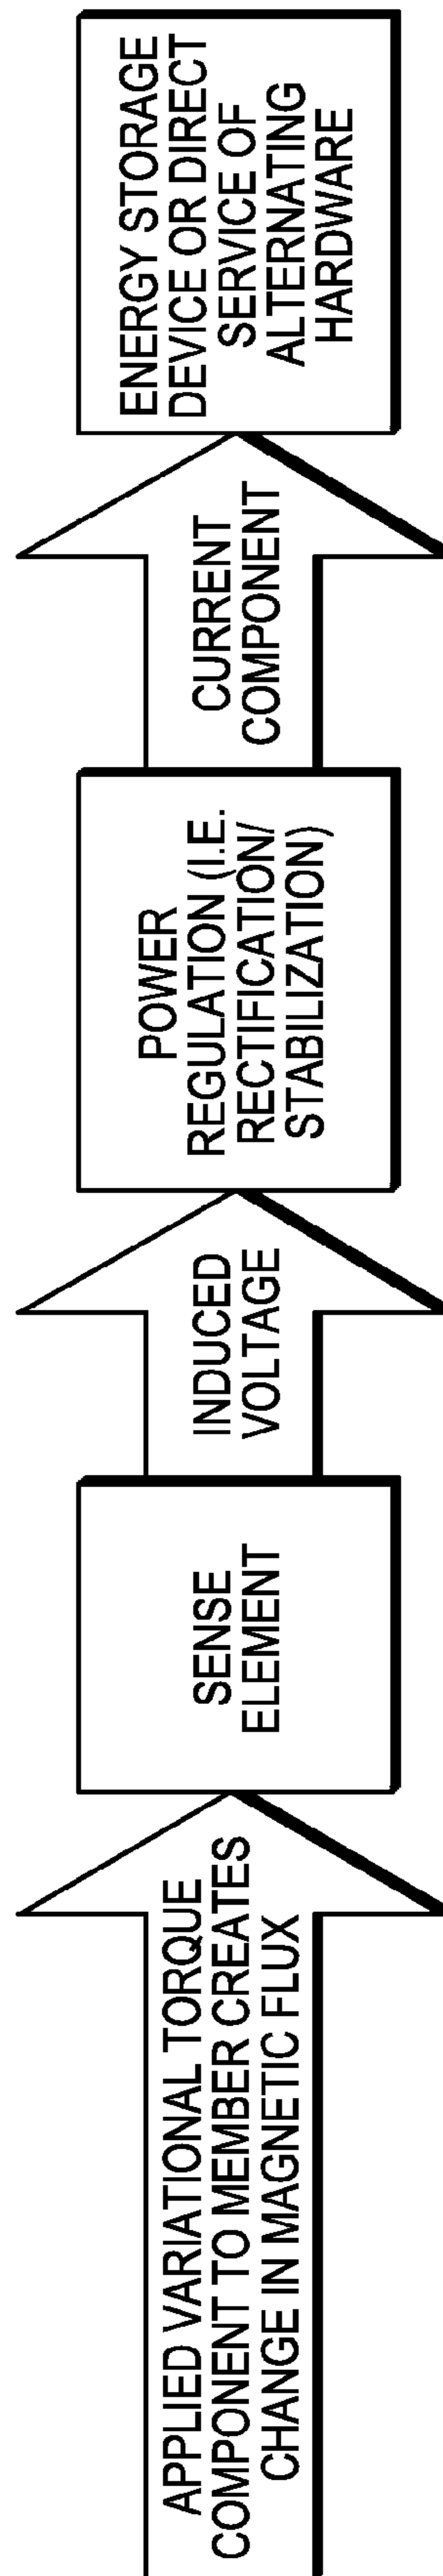 APPLIED VARIATIONAL TORQUE
COMPONENT TO MEMBER CREATES
CHANGE IN MAGNETIC FLUX
SENSE
ELEMENT
INDUCED
VOLTAGE
POWER
REGULATION (I.E.
RECTIFICATION/
STABILIZATION)
CURRENT
COMPONENT
ENERGY STORAGE
DEVICE OR DIRECT
SERVICE OF
ALTERNATING
HARDWARE